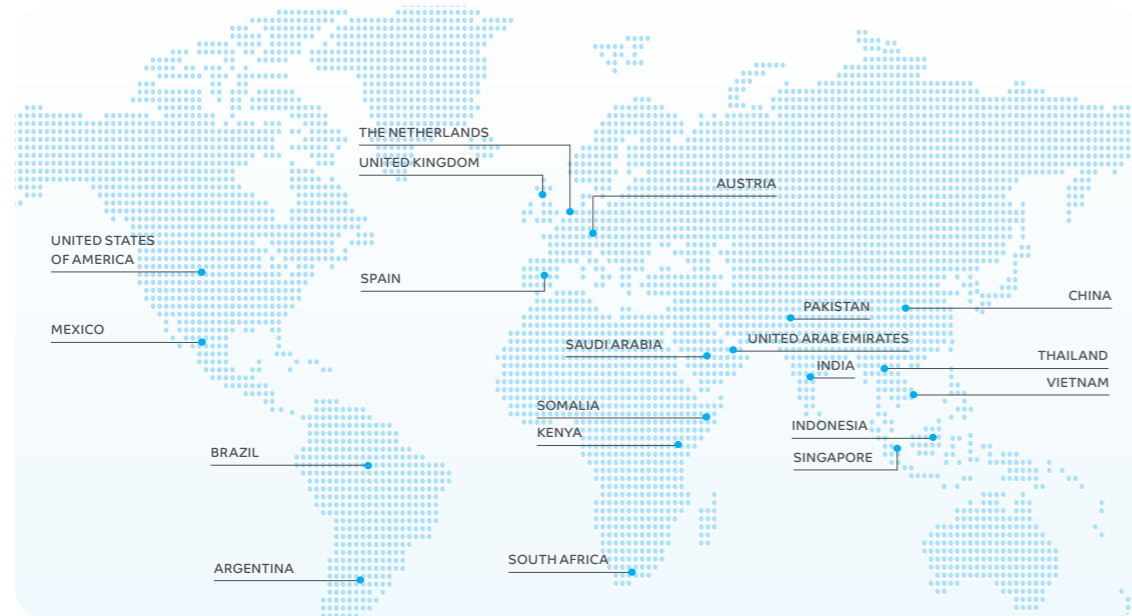 THE NETHERLANDS
UNITED KINGDOM
AUSTRIA
UNITED STATES
OF AMERICA
SPAIN
CHINA
PAKISTAN
MEXICO
UNITED ARAB EMIRATES
SAUDI ARABIA
THAILAND
INDIA
VIETNAM
SOMALIA
INDONESIA
KENYA
BRAZIL
SINGAPORE
SOUTH AFRICA
ARGENTINA